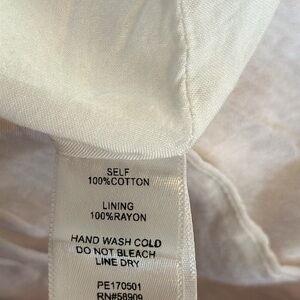 SELF
100%COTTON
LINING
100%RAYON
HAND WASH COLD
DO NOT BLEACH
LINE DRY
PE170501
RN#58909